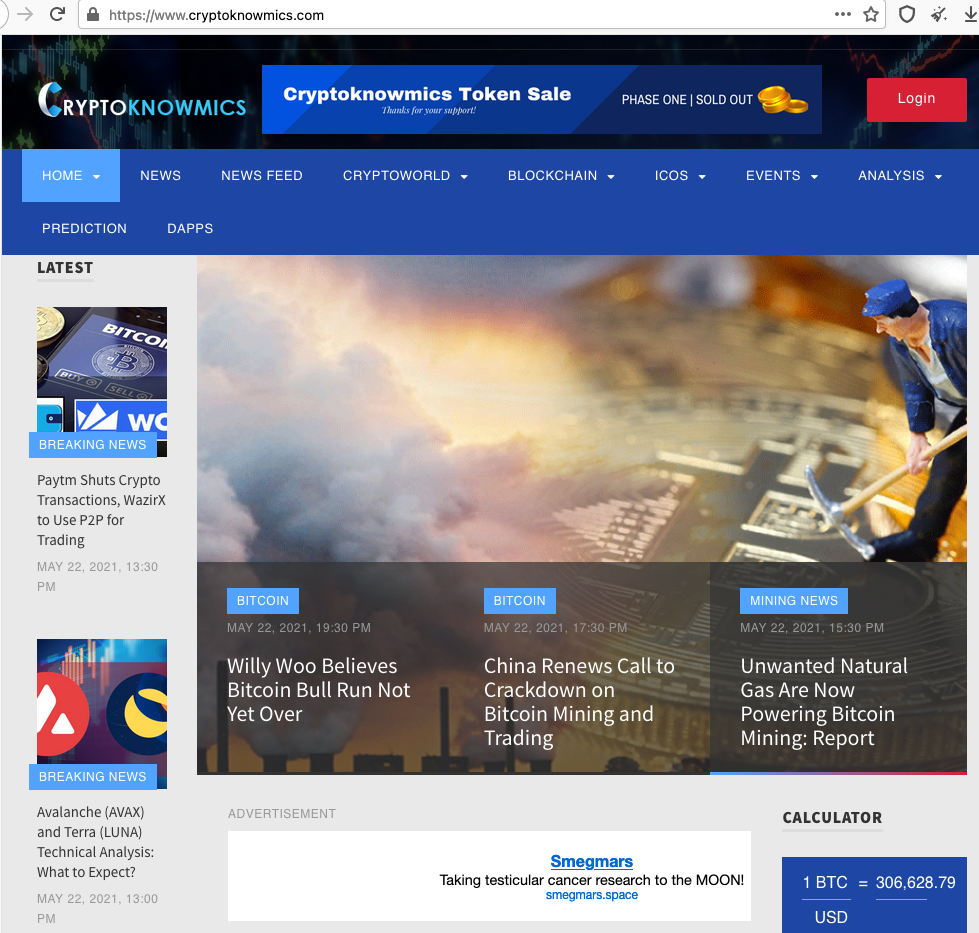 https://www.cryptoknowmics.com
CRYPTOKNOWMICS
Cryptoknowmics Token Sale
Thanks for your support!
PHASE ONE | SOLD OUT
Login
HOME
NEWS
NEWS FEED
CRYPTOWORLD
BLOCKCHAIN
ICOS
EVENTS
ANALYSIS
PREDICTION
DAPPS
LATEST
BITCOI
BUY
SELL
WO
BREAKING NEWS
Paytm Shuts Crypto
Transactions, WazirX
to Use P2P for
Trading
MAY 22, 2021, 13:30
PM
BREAKING NEWS
Avalanche (AVAX)
and Terra (LUNA)
Technical Analysis:
What to Expect?
MAY 22, 2021, 13:00
PM
BITCOIN
MAY 22, 2021, 19:30 PM
Willy Woo Believes
Bitcoin Bull Run Not
Yet Over
BITCOIN
MAY 22, 2021, 17:30 PM
China Renews Call to
Crackdown on
Bitcoin Mining and
Trading
MINING NEWS
MAY 22, 2021, 15:30 PM
Unwanted Natural
Gas Are Now
Powering Bitcoin
Mining: Report
ADVERTISEMENT
Smegmars
Taking testicular cancer research to the MOON!
smegmars.space
CALCULATOR
1 BTC = 306,628.79
USD